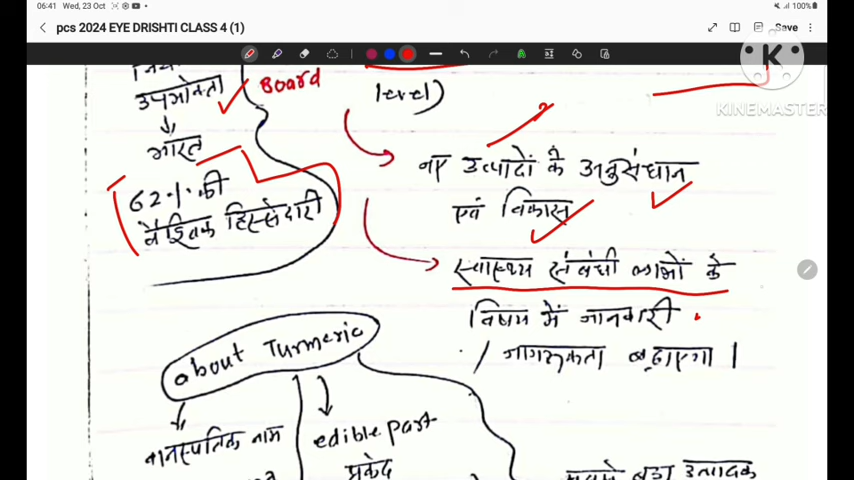 06:41 Wed, 23 Oct
100%
pcs 2024 EYE DRISHTI CLASS 4 (1)
Save
K
KINEMASTER
उपभोक्ता
Board
भारत
62%. की
वैश्विक हिस्सेदारी
level)
नए उत्पादों के अनुसंधान
एवं विकास
स्वास्थ्य संबंधी लाभों के
विषय में जानकारी
/ जागरूकता बढ़ाएगा |
about Turmeric
वानस्पतिक नाम
edible part
प्रकंद
सबसे बड़ा उत्पादक